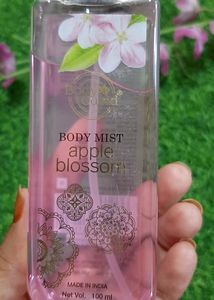 BODY MIST
apple
blossom
MADE IN INDIA
Net Vol. 100 ml